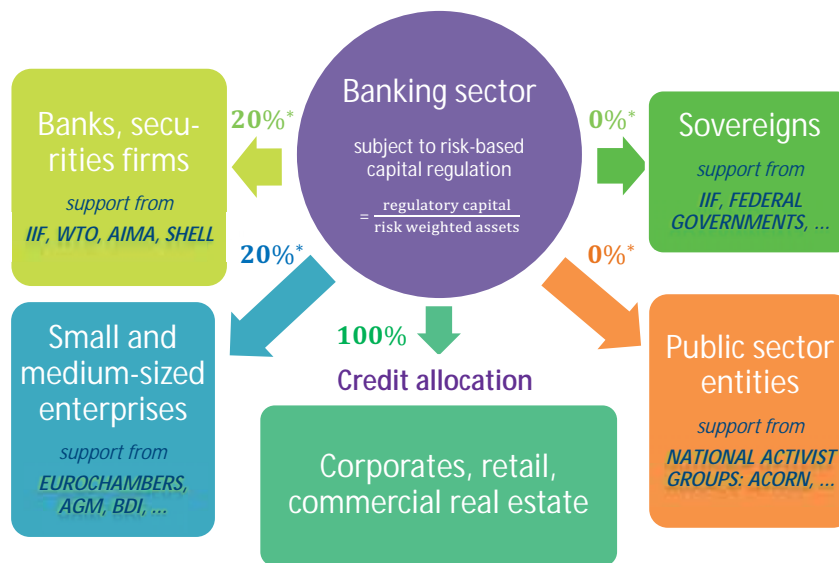 Banking sector
subject to risk-based
capital regulation
= regulatory capital
risk weighted assets
20%*
Banks, secu-
rities firms
support from
IIF, WTO, AIMA, SHELL
0%*
Sovereigns
support from
IIF, FEDERAL
GOVERNMENTS, ...
20%*
Small and
medium-sized
enterprises
support from
EUROCHAMBERS,
AGM, BDI, ...
100%
Credit allocation
Corporates, retail,
commercial real estate
0%*
Public sector
entities
support from
NATIONAL ACTIVIST
GROUPS: ACORN, ...